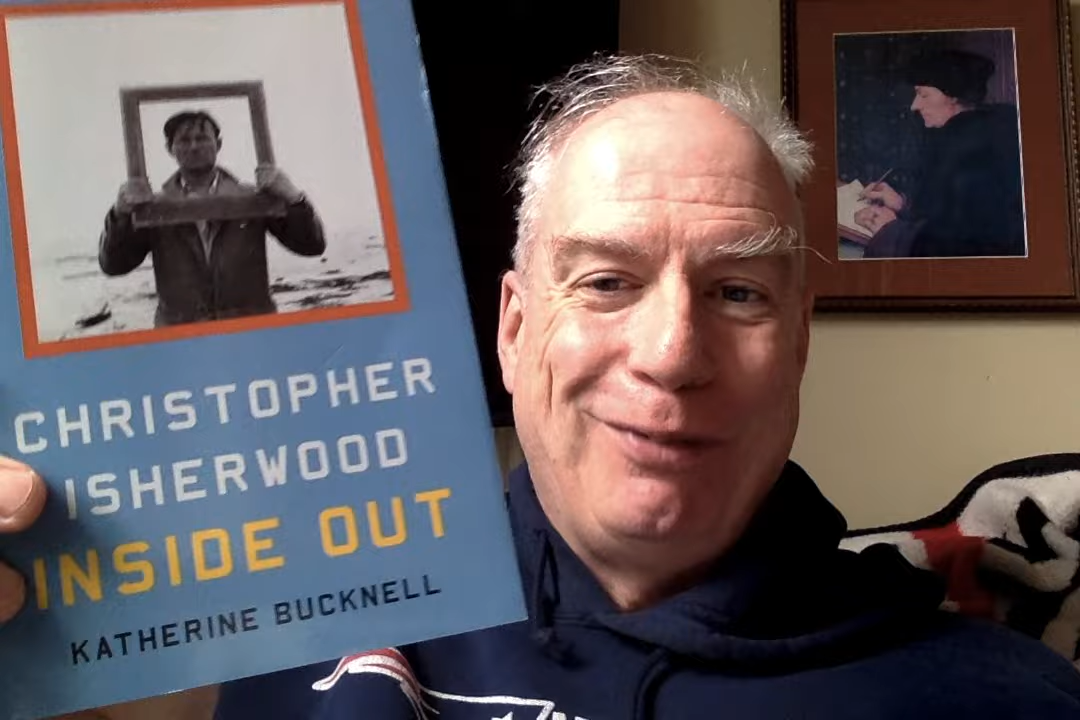 CHRISTOPHER
ISHERWOOD
INSIDE OUT
KATHERINE BUCKNELL